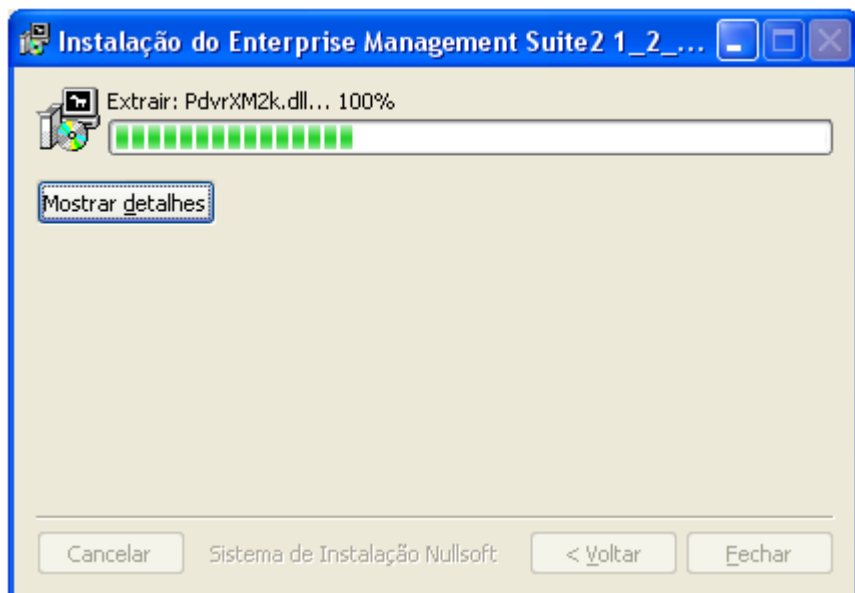 Instalação do Enterprise Management Suite2 1_2_...
Extrair: PdvrXM2k.dll... 100%
Mostrar detalhes
Cancelar
Sistema de Instalação Nullsoft
< Voltar
Fechar